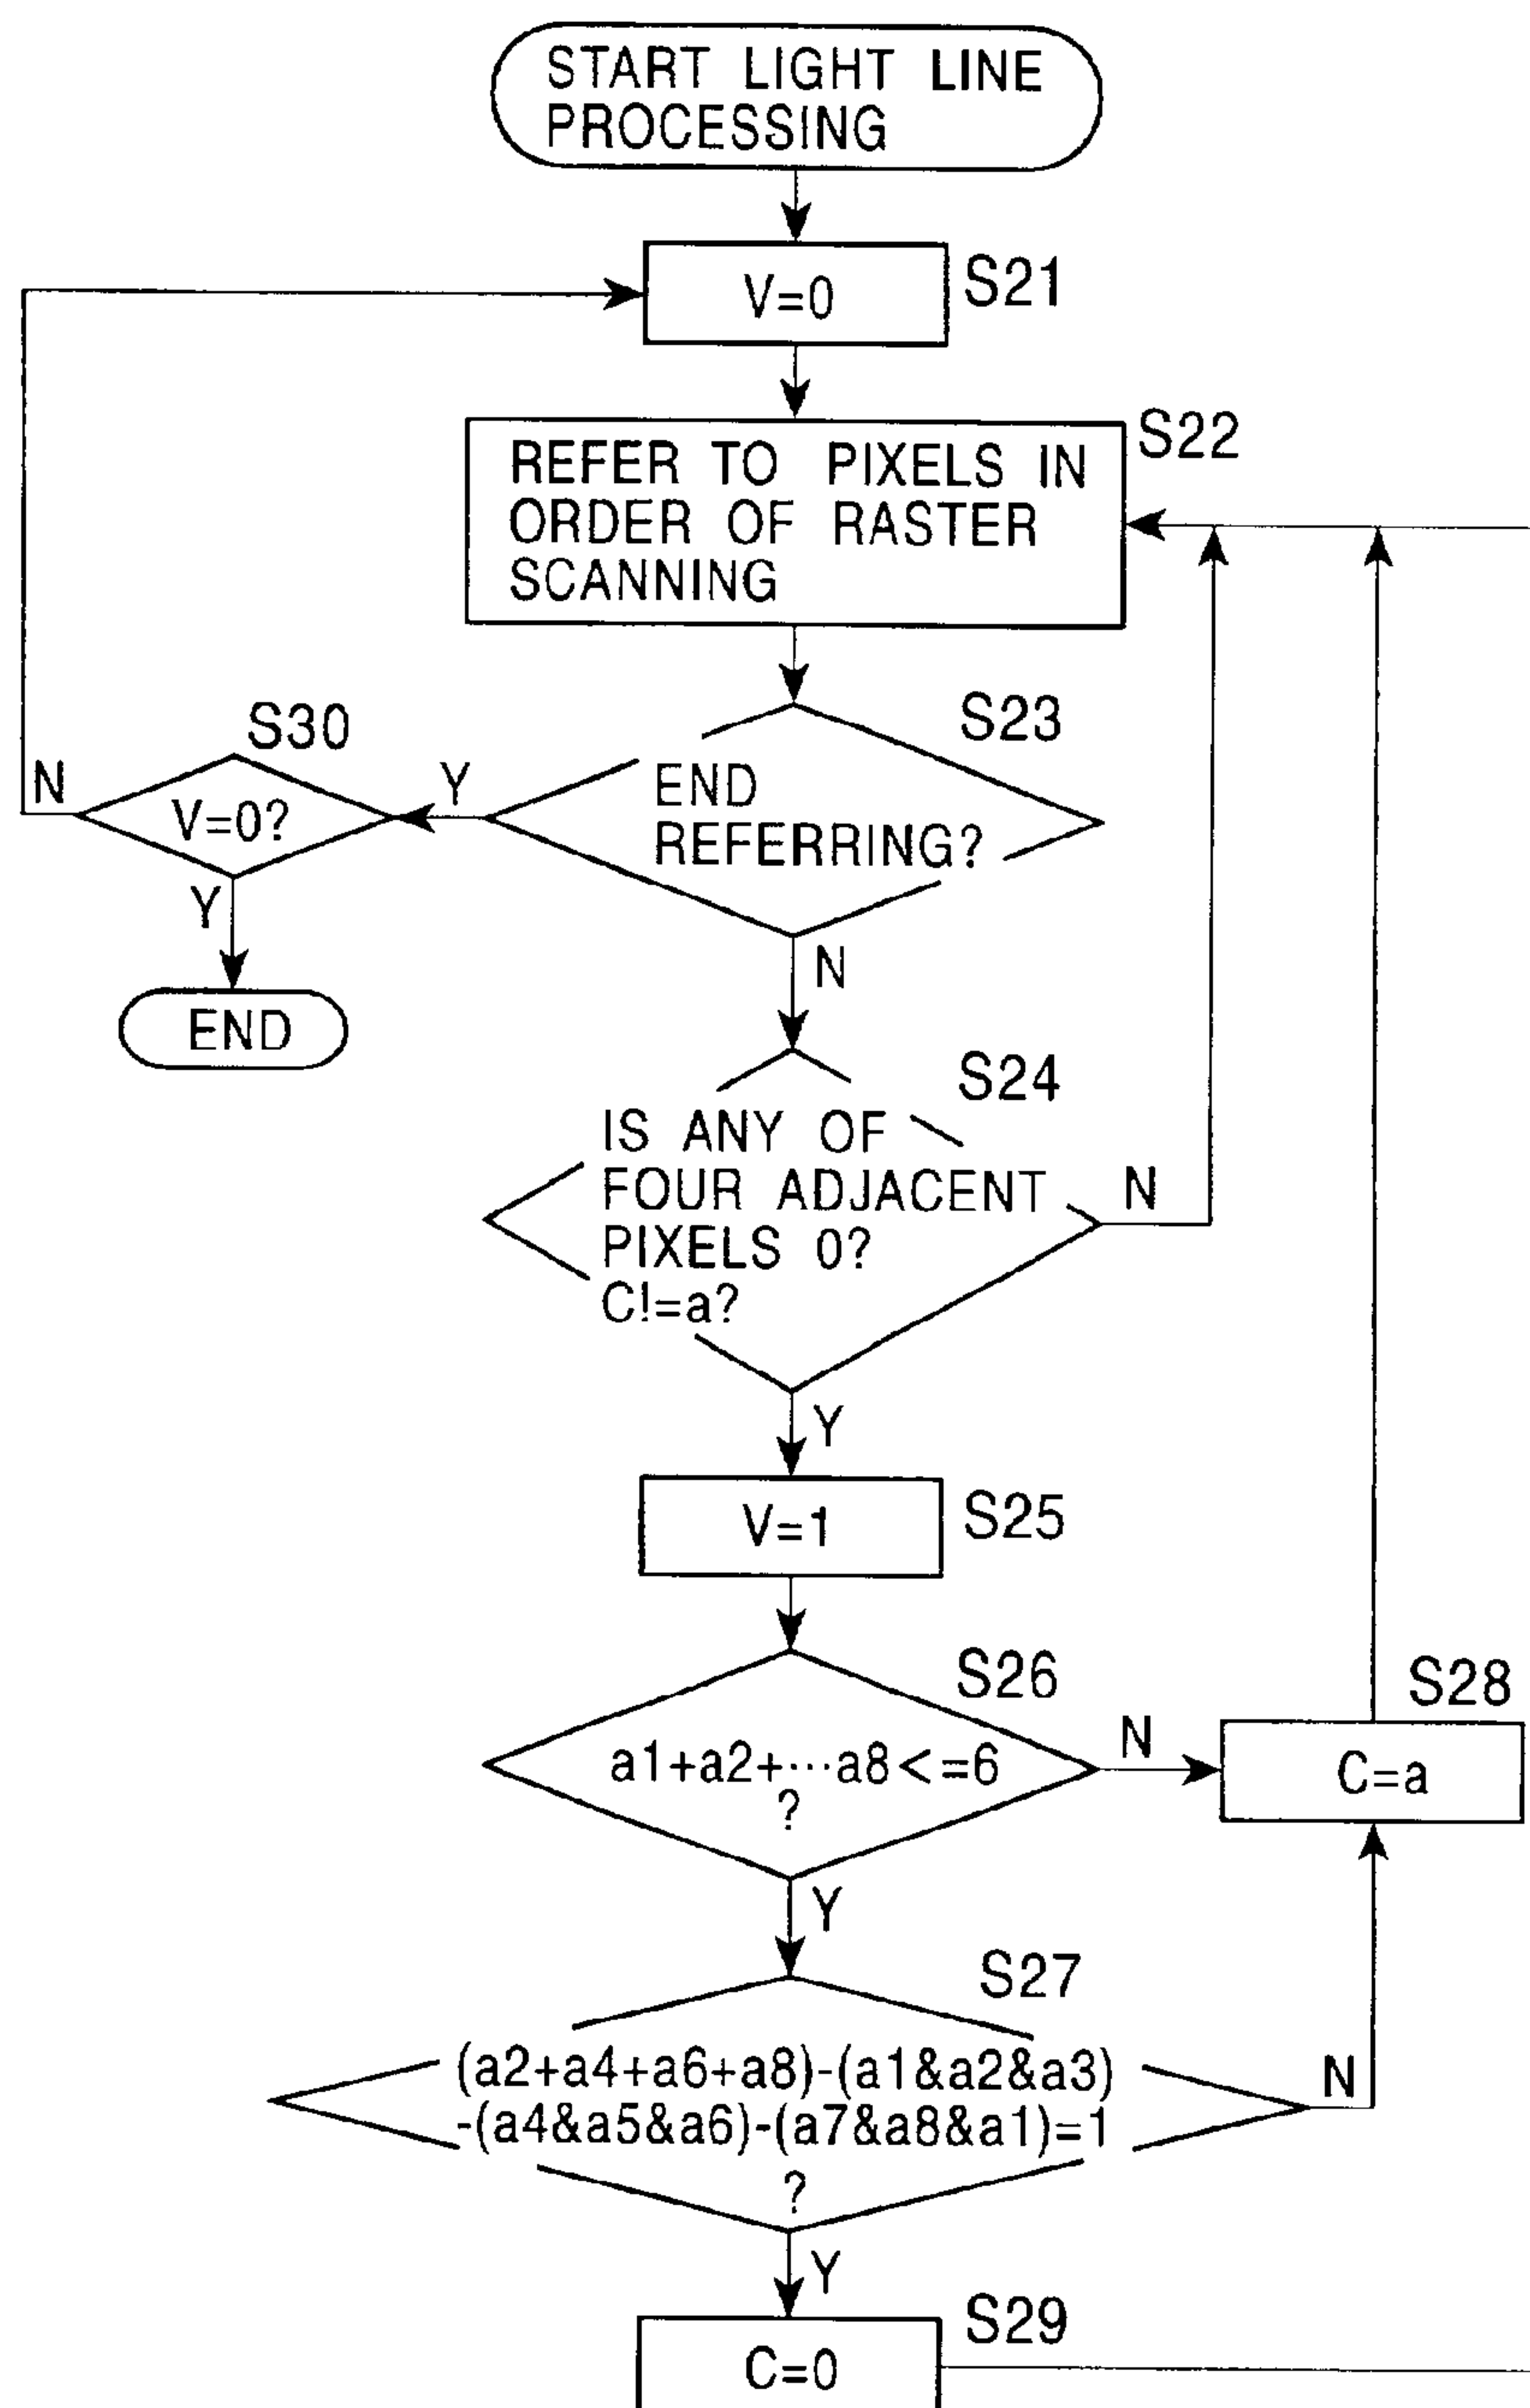 START LIGHT LINE
PROCESSING
V=0
S21
REFER TO PIXELS IN
ORDER OF RASTER
SCANNING
S22
S23
END
REFERRING?
Y
N
S30
V=0?
N
Y
END
S24
IS ANY OF
FOUR ADJACENT
PIXELS 0?
C!=a?
N
Y
V=1
S25
S26
a1+a2+···a8<=6
?
N
Y
S28
C=a
S27
(a2+a4+a6+a8)-(a1&a2&a3)
-(a4&a5&a6)-(a7&a8&a1)=1
?
N
Y
C=0
S29